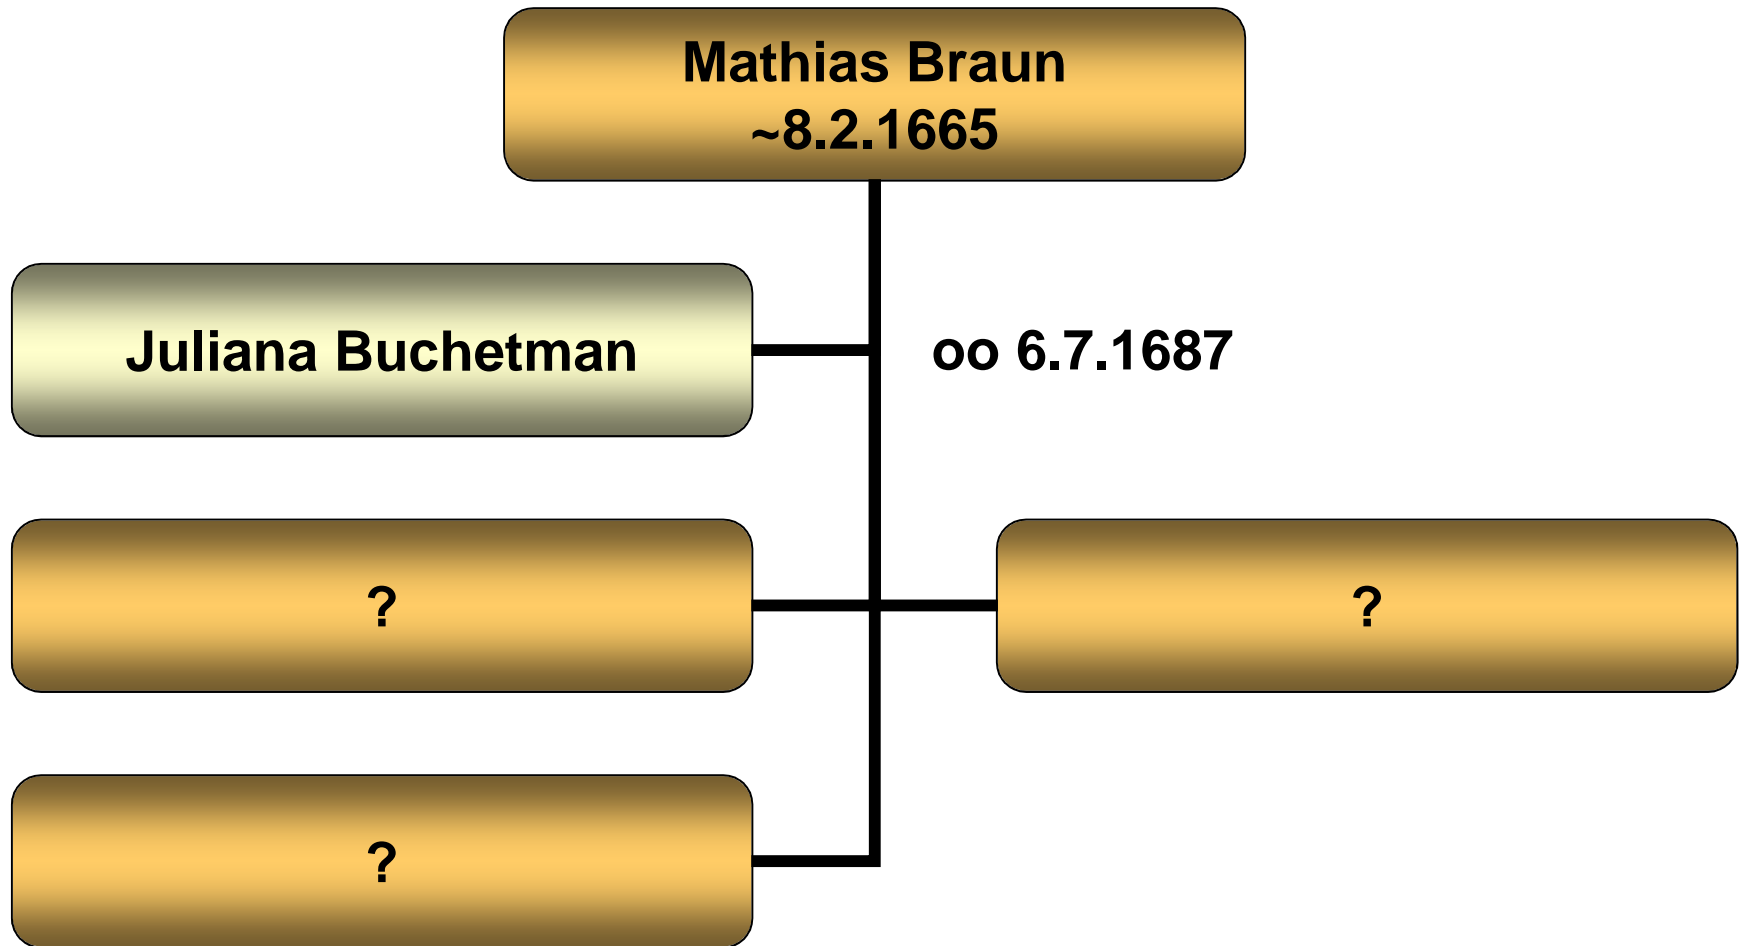 Mathias Braun
~8.2.1665
Juliana Buchetman
oo 6.7.1687
?
?
?